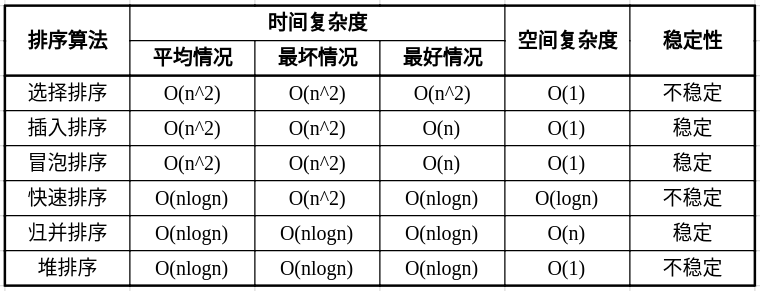 排序算法 时间复杂度 空间复杂度 稳定性
平均情况 最坏情况 最好情况
选择排序 O(n^2) O(n^2) O(n^2) O(1) 不稳定
插入排序 O(n^2) O(n^2) O(n) O(1) 稳定
冒泡排序 O(n^2) O(n^2) O(n) O(1) 稳定
快速排序 O(nlogn) O(n^2) O(nlogn) O(logn) 不稳定
归并排序 O(nlogn) O(nlogn) O(nlogn) O(n) 稳定
堆排序 O(nlogn) O(nlogn) O(nlogn) O(1) 不稳定